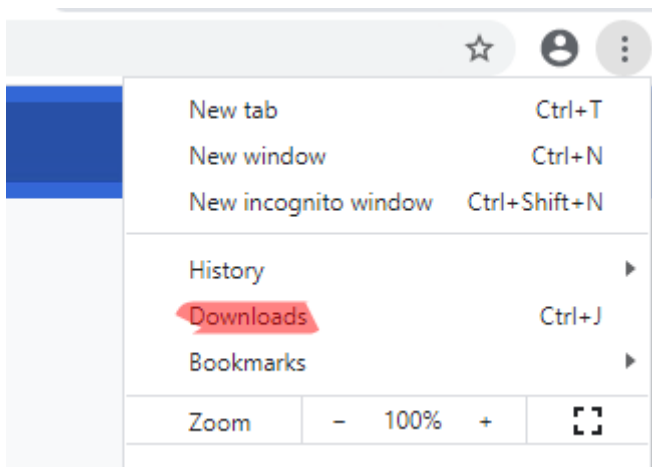 New tab Ctrl+T
New window Ctrl+N
New incognito window Ctrl+Shift+N
History
Downloads Ctrl+J
Bookmarks
Zoom - 100% +